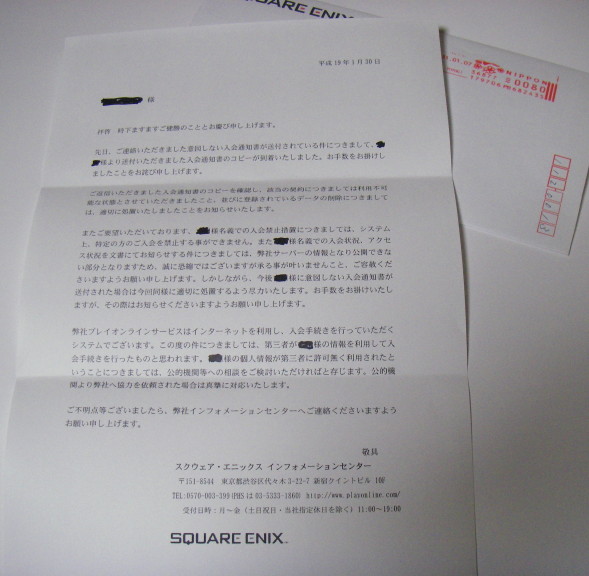 SQUARE ENIX
NIPPON
0080
平成 19年 1月 30日
様
拝啓 時下ますますご健勝のこととお慶び申し上げます。
先日、ご連絡いただきました意図しない入会通知書が送付されている件につきまして、
様より送付いただきました入会通知書のコピーが到着いたしました。お手数をお掛けし
ましたことをお詫び申し上げます。
ご返信いただきました入会通知書のコピーを確認し、該当の契約につきましては利用不可
能な状態とさせていただきましたこと、並びに登録されているデータの削除につきまして
は、適切に処置いたしましたことをお知らせいたします。
またご要望いただいております、様名義での入会禁止措置につきましては、システム
上、特定の方のご入会を禁止する事ができません。また様名義での入会状況、アクセ
ス状況を文書にてお知らせする件につきましては、弊社サーバーの情報となり公開できな
い部分となりますため、誠に恐縮ではございますが承る事が叶いませんこと、ご容赦くだ
さいますようお願い申し上げます。しかしながら、今後様に意図しない入会通知書が
送付された場合は今回同様に適切に処置するよう尽力いたします。お手数をお掛けいたし
ますが、その際はお知らせくださいますようお願い申し上げます。
弊社プレイオンラインサービスはインターネットを利用し、入会手続きを行っていただく
システムでございます。この度の件につきましては、第三者が様の情報を利用して入
会手続きを行ったものと思われます。様の個人情報が第三者に許可無く利用されたと
いうことにつきましては、公的機関等への相談をご検討いただければと存じます。公的機
関より弊社へ協力を依頼された場合は真摯に対応いたします。
ご不明点等ございましたら、弊社インフォメーションセンターへご連絡くださいますよう
お願い申し上げます。
敬具
スクウェア・エニックス インフォメーションセンター
〒151-8544 東京都渋谷区代々木 3-22-7 新宿クイントビル 18F
TEL:0570-003-399(PHS は 03-5333-1860) http://www.playonline.com/
受付日時：月～金（土日祝日・当社指定休日を除く）11:00～19:00
SQUARE ENIX